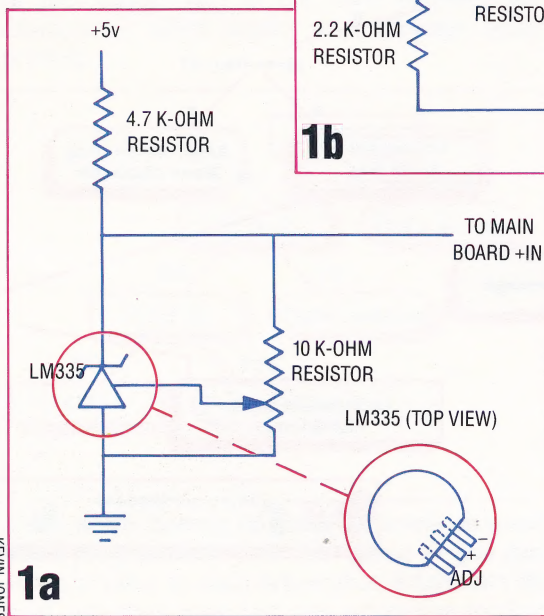 +5v
4.7 K-OHM
RESISTOR
2.2 K-OHM
RESISTOR
1b
TO MAIN
BOARD +IN
LM335
10 K-OHM
RESISTOR
LM335 (TOP VIEW)
−
+
ADJ
1a